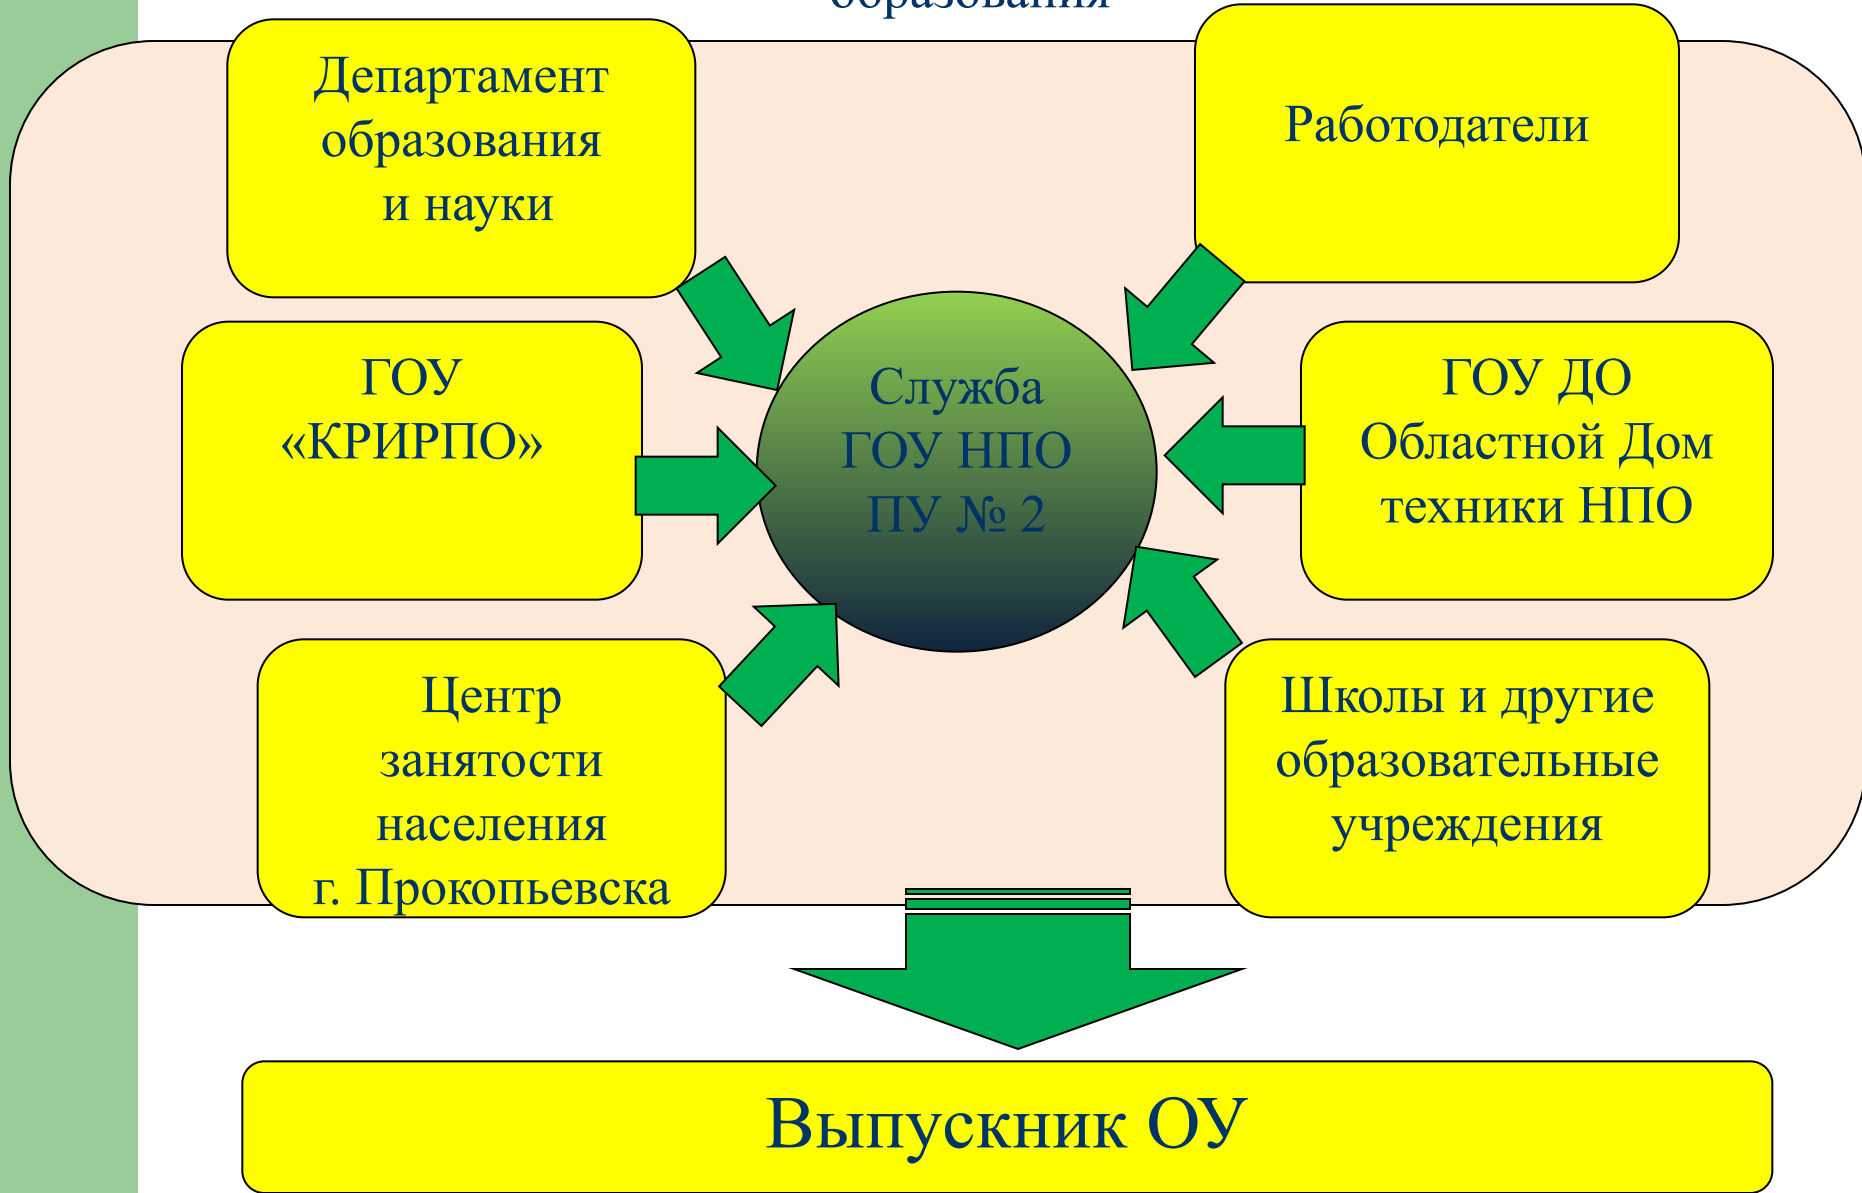 образования
Департамент
образования
и науки
Работодатели
ГОУ
«КРИРПО»
Служба
ГОУ НПО
ПУ № 2
ГОУ ДО
Областной Дом
техники НПО
Центр
занятости
населения
г. Прокопьевска
Школы и другие
образовательные
учреждения
Выпускник ОУ